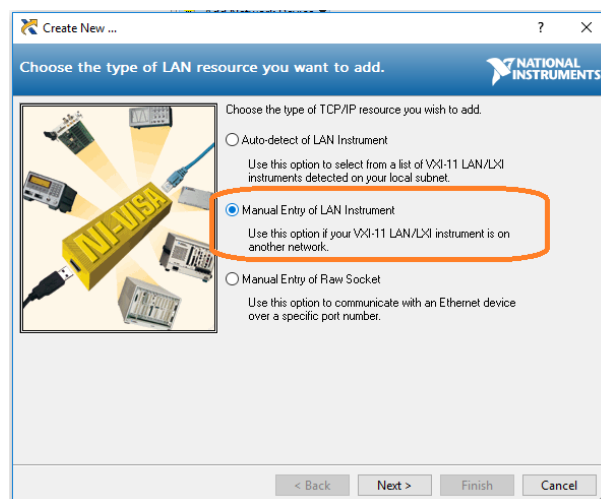 Add Network Device
Create New ...
?
Choose the type of LAN resource you want to add.
NATIONAL
INSTRUMENTS
Choose the type of TCP/IP resource you wish to add.
Auto-detect of LAN Instrument
Use this option to select from a list of VXI-11 LAN/LXI
instruments detected on your local subnet.
Manual Entry of LAN Instrument
Use this option if your VXI-11 LAN/LXI instrument is on
another network.
Manual Entry of Raw Socket
Use this option to communicate with an Ethernet device
over a specific port number.
NI-VISA
< Back
Next >
Finish
Cancel